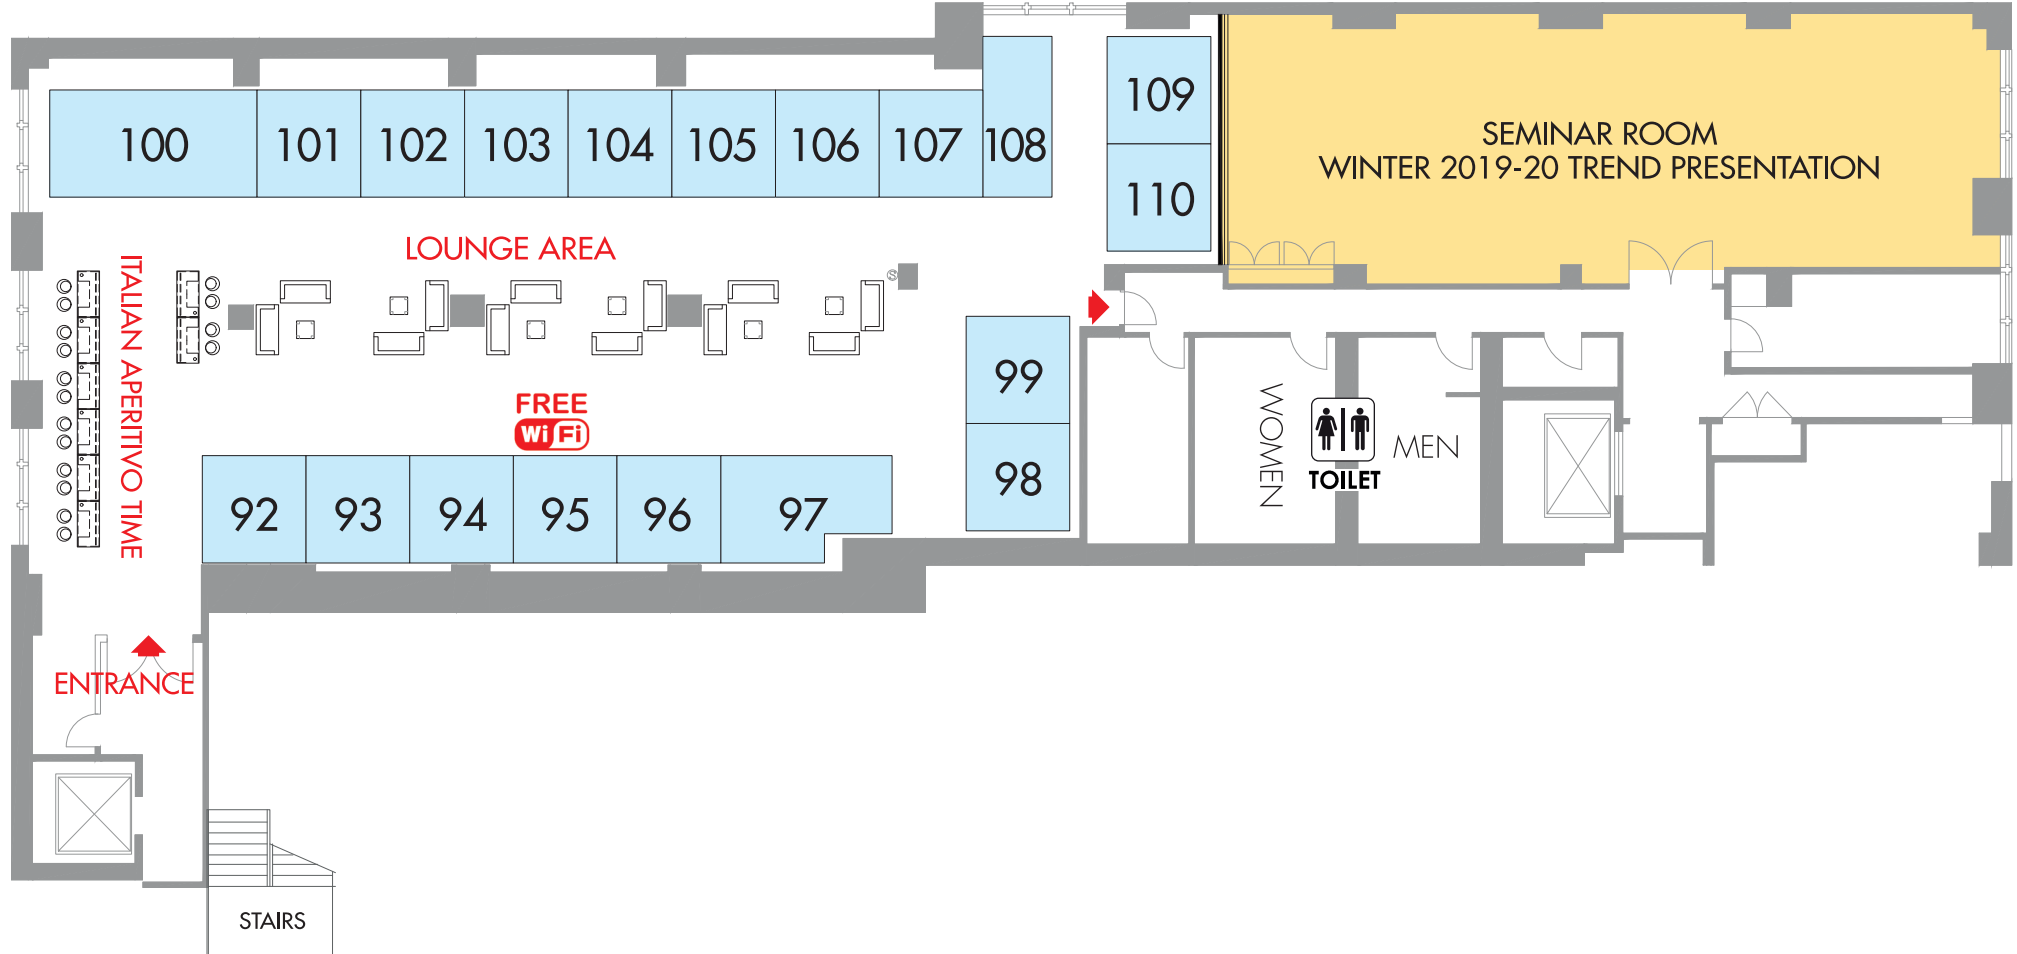 100
101
102
103
104
105
106
107
108
109
110
SEMINAR ROOM
WINTER 2019-20 TREND PRESENTATION
LOUNGE AREA
ITALIAN APERITIVO TIME
FREE
WiFi
99
98
WOMEN
MEN
TOILET
92
93
94
95
96
97
ENTRANCE
STAIRS